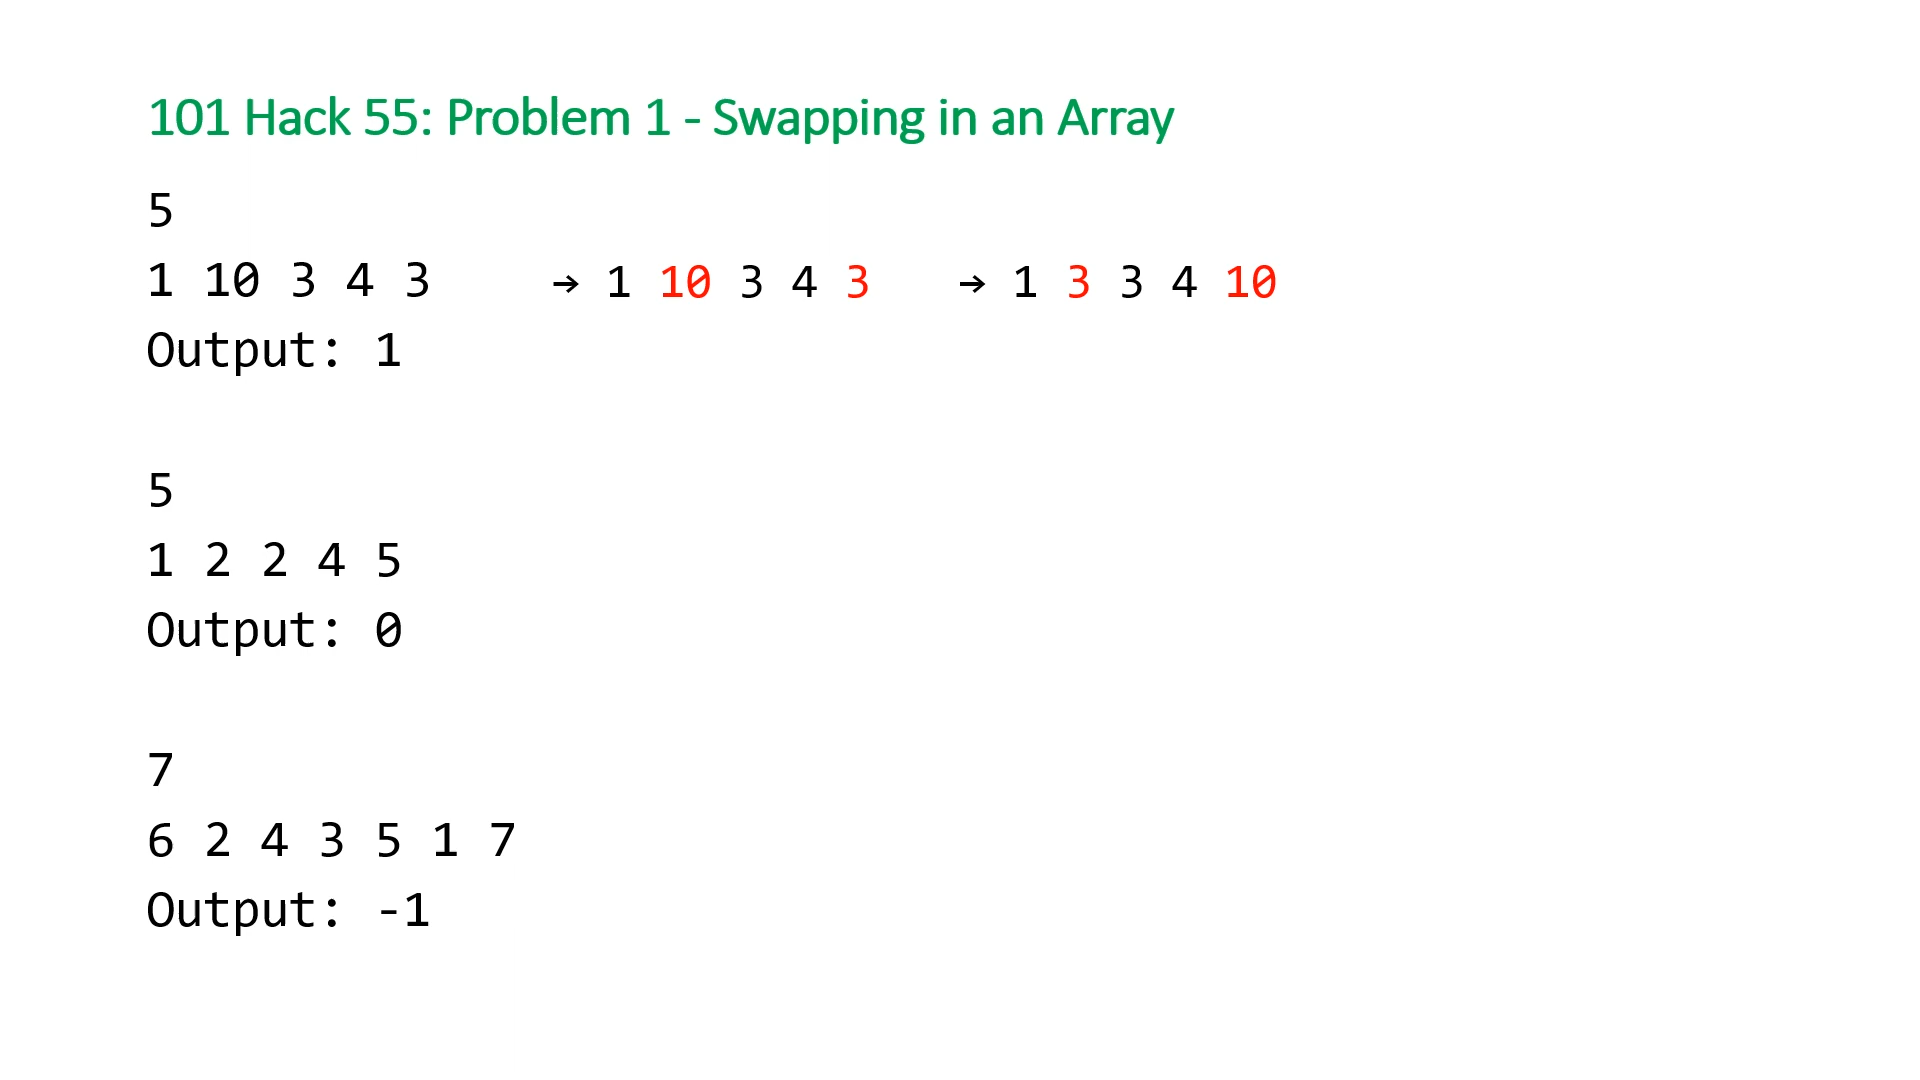 101 Hack 55: Problem 1 - Swapping in an Array
5
1 10 3 4 3 → 1 10 3 4 3 → 1 3 3 4 10
Output: 1
5
1 2 2 4 5
Output: 0
7
6 2 4 3 5 1 7
Output: -1